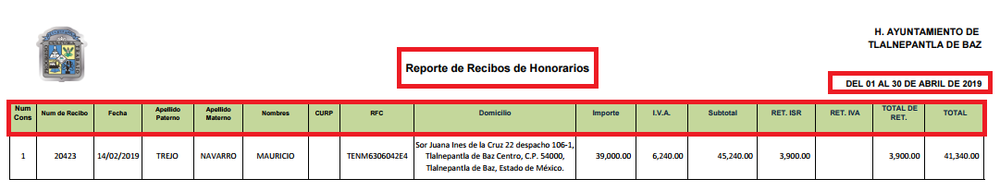 H. AYUNTAMIENTO DE
TLALNEPANTLA DE BAZ
Reporte de Recibos de Honorarios
DEL 01 AL 30 DE ABRIL DE 2019
Num Cons Num de Recibo Fecha Apellido Paterno Apellido Materno Nombres CURP RFC Domicilio Importe I.V.A. Subtotal RET. ISR RET. IVA TOTAL DE RET. TOTAL
1 20423 14/02/2019 TREJO NAVARRO MAURICIO TENM6306042E4 Sor Juana Ines de la Cruz 22 despacho 106-1,
Tlalnepantla de Baz Centro, C.P. 54000,
Tlalnepantla de Baz, Estado de México.
39,000.00 6,240.00 45,240.00 3,900.00 3,900.00 41,340.00